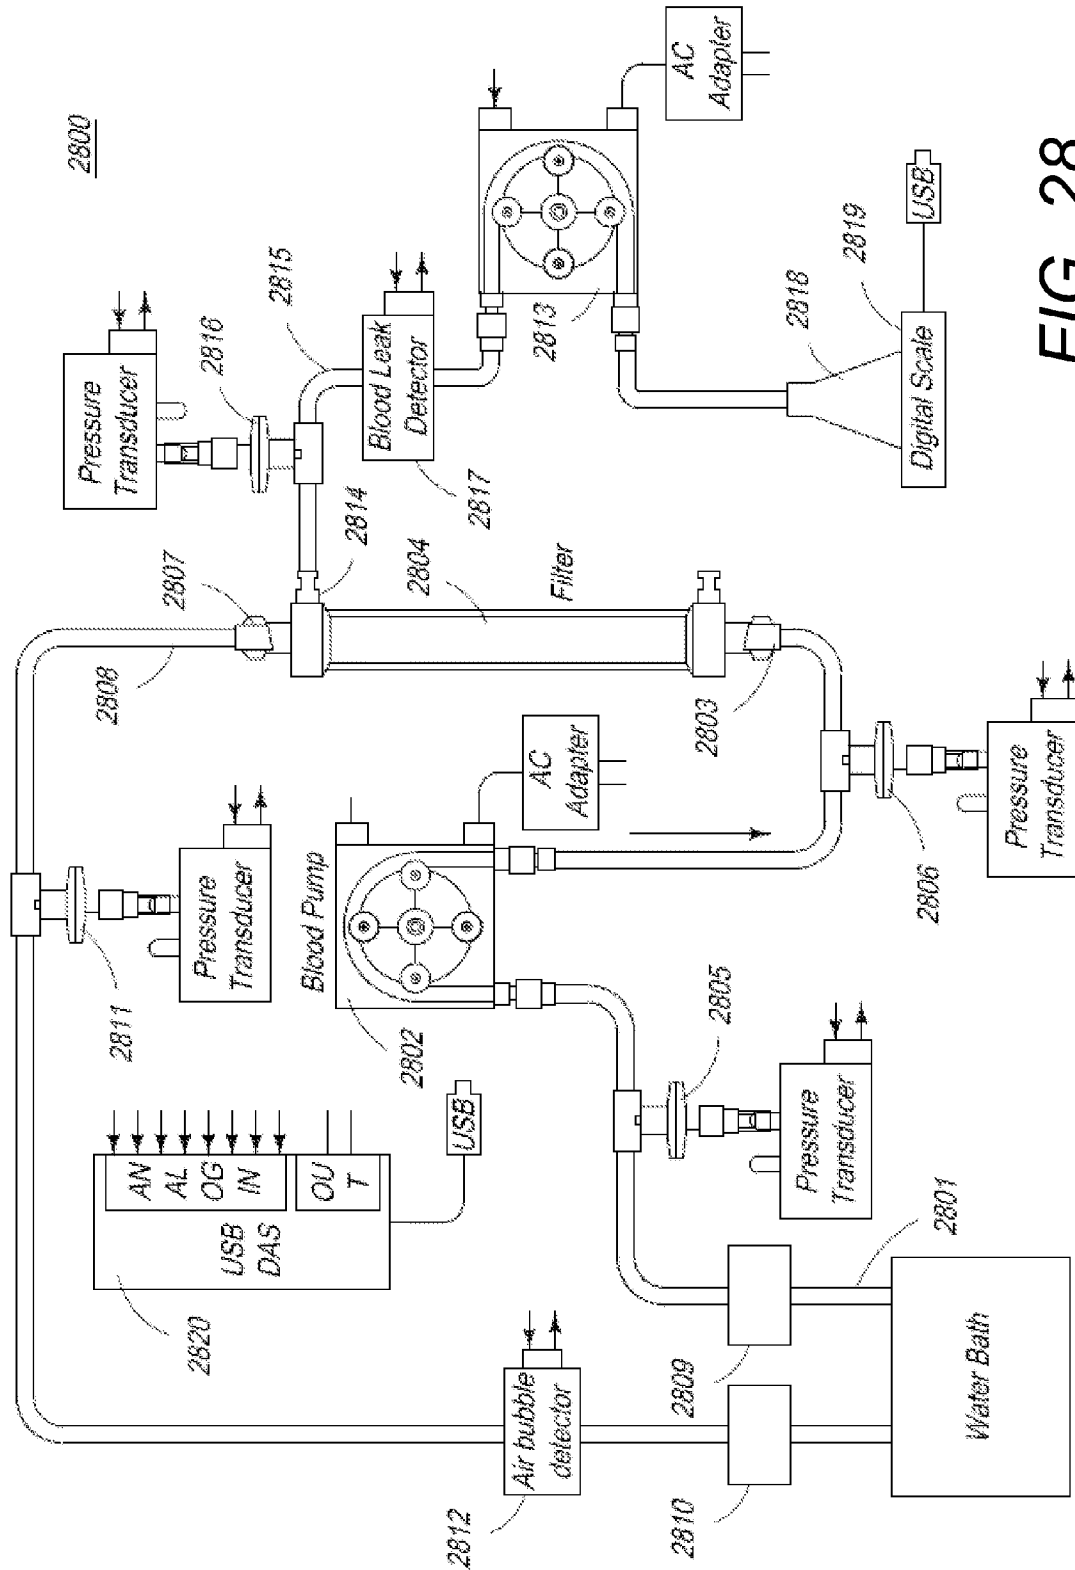 2800
Pressure
Transducer
2816
2815
Blood Leak
Detector
2817
2813
AC
Adapter
2818
2819
USB
Digital Scale
2807
2808
2814
2804
Filter
2803
Pressure
Transducer
2811
Blood Pump
2802
AC
Adapter
2806
Pressure
Transducer
AN
AL
OG
IN
OU
T
USB
DAS
2820
USB
2805
Pressure
Transducer
2801
Air bubble
detector
2812
2809
2810
Water Bath
FIG. 28